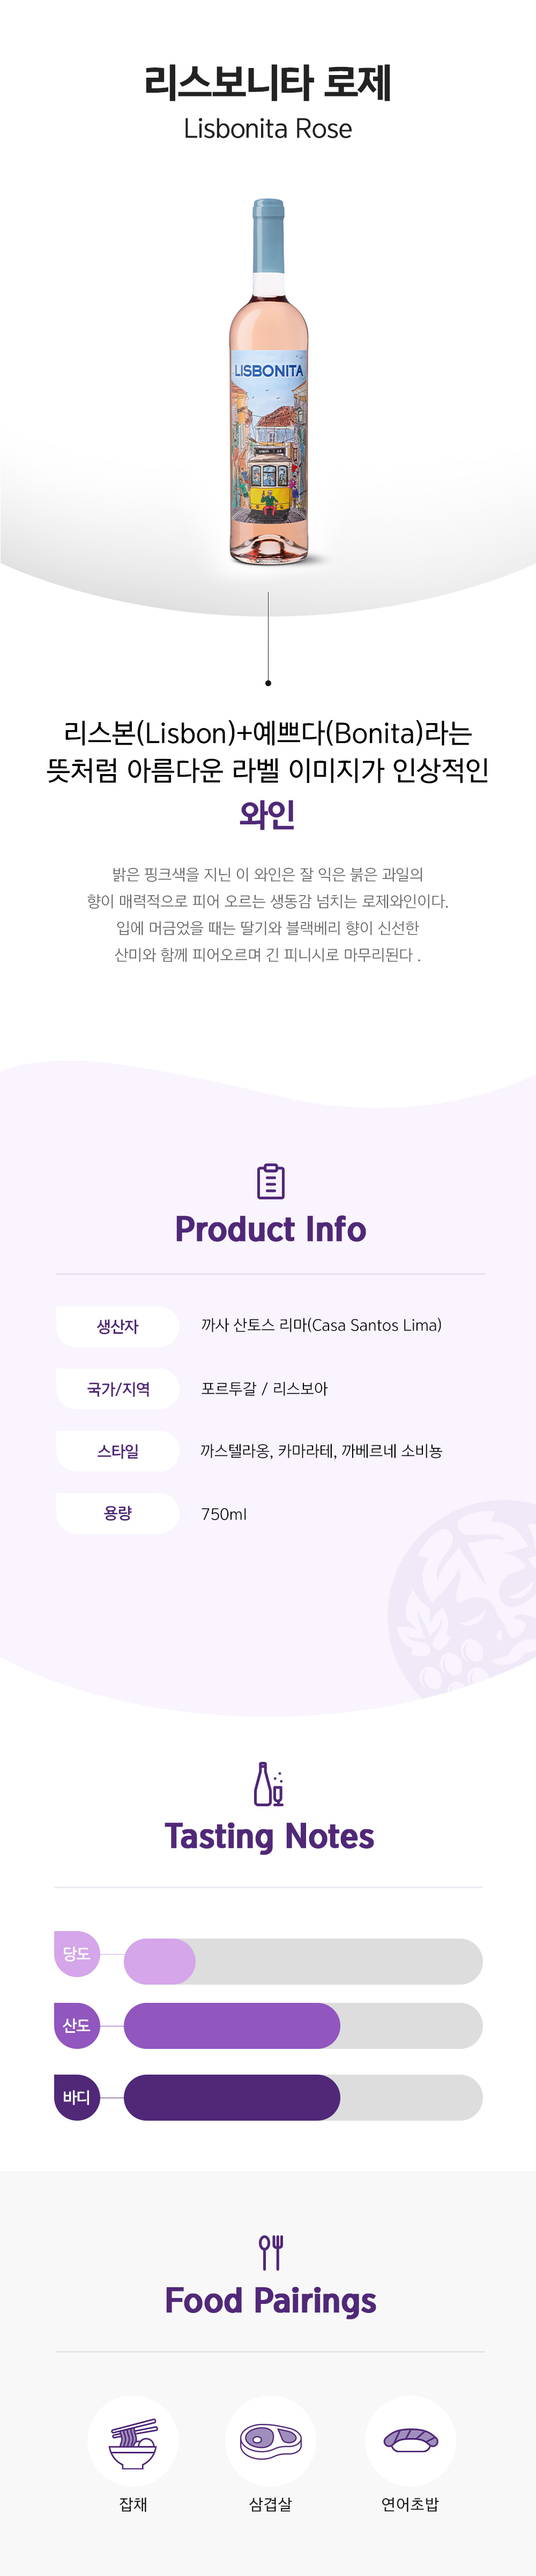 리스보니타 로제
Lisbonita Rose
LISBONITA
리스본(Lisbon)+예쁘다(Bonita)라는
뜻처럼 아름다운 라벨 이미지가 인상적인
와인
밝은 핑크색을 지닌 이 와인은 잘 익은 붉은 과일의
향이 매력적으로 피어 오르는 생동감 넘치는 로제와인이다.
입에 머금었을 때는 딸기와 블랙베리 향이 신선한
산미와 함께 피어오르며 긴 피니시로 마무리된다 .
Product Info
생산자 까사 산토스 리마(Casa Santos Lima)
국가/지역 포르투갈 / 리스보아
스타일 까스텔라옹, 카마라테, 까베르네 소비뇽
용량 750ml
Tasting Notes
당도
산도
바디
Food Pairings
잡채 삼겹살 연어초밥